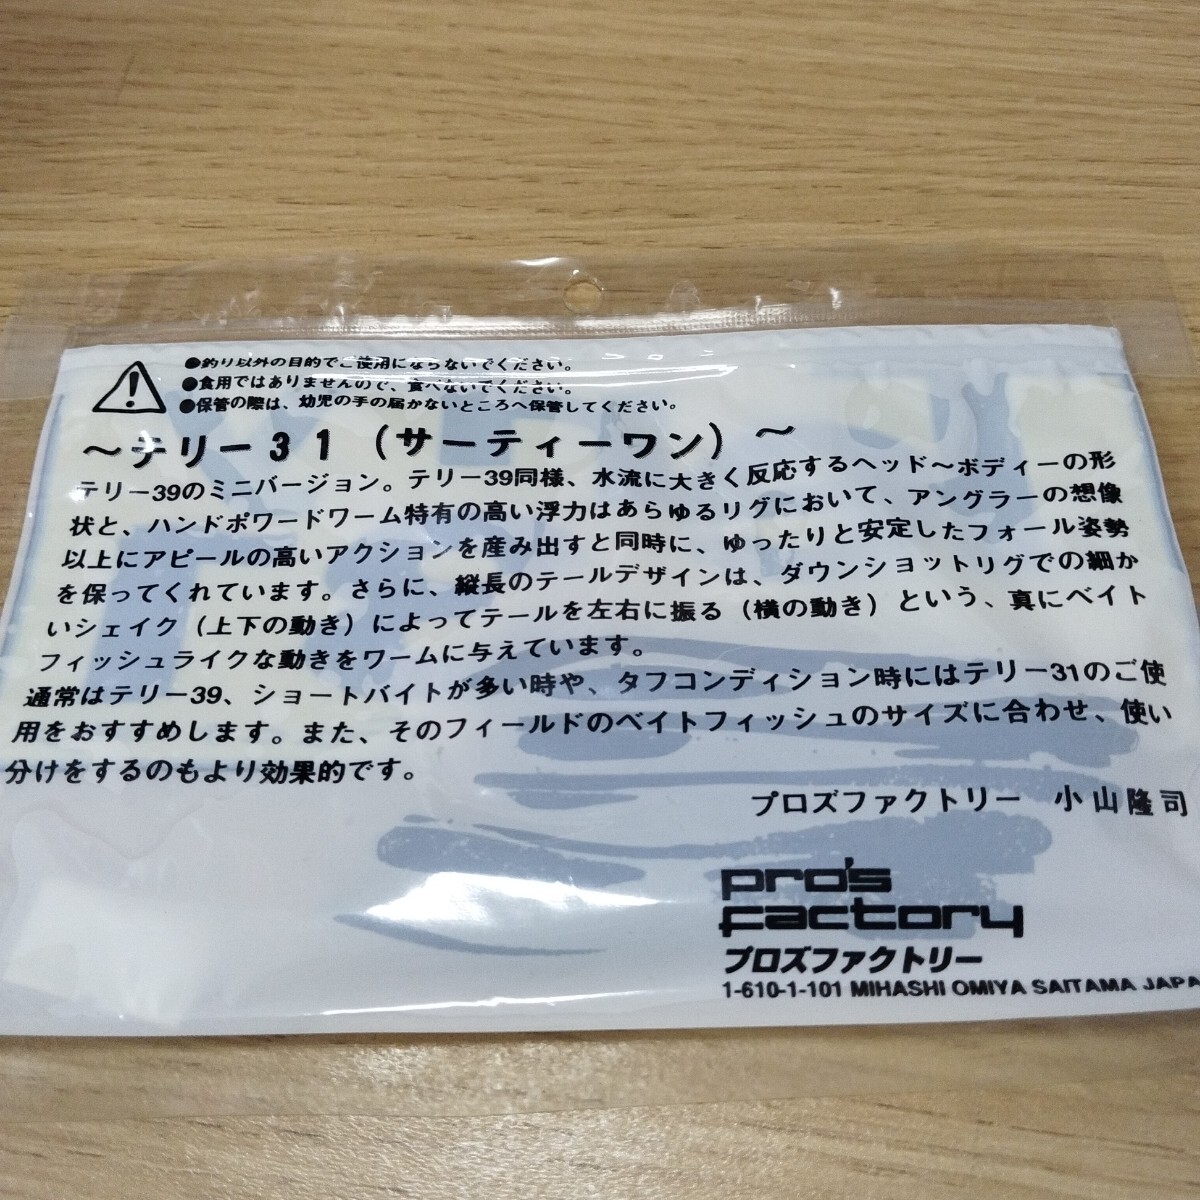 ●釣り以外の目的でご使用にならないでください。
●食用ではありませんので、食べないでください。
●保管の際は、幼児の手の届かないところへ保管してください。
～テリー31（サーティーワン）～
テリー39のミニバージョン。テリー39同様、水流に大きく反応するヘッド～ボディーの形
状と、ハンドポワードワーム特有の高い浮力はあらゆるリグにおいて、アングラーの想像
以上にアピールの高いアクションを産み出すと同時に、ゆったりと安定したフォール姿勢
を保ってくれています。さらに、縦長のテールデザインは、ダウンショットリグでの細か
いシェイク（上下の動き）によってテールを左右に振る（横の動き）という、真にベイト
フィッシュライクな動きをワームに与えています。
通常はテリー39、ショートバイトが多い時や、タフコンディション時にはテリー31のご使
用をおすすめします。また、そのフィールドのベイトフィッシュのサイズに合わせ、使い
分けをするのもより効果的です。
プロズファクトリー　小山隆司
pro's
factory
プロズファクトリー
1-610-1-101 MIHASHI OMIYA SAITAMA JAPA